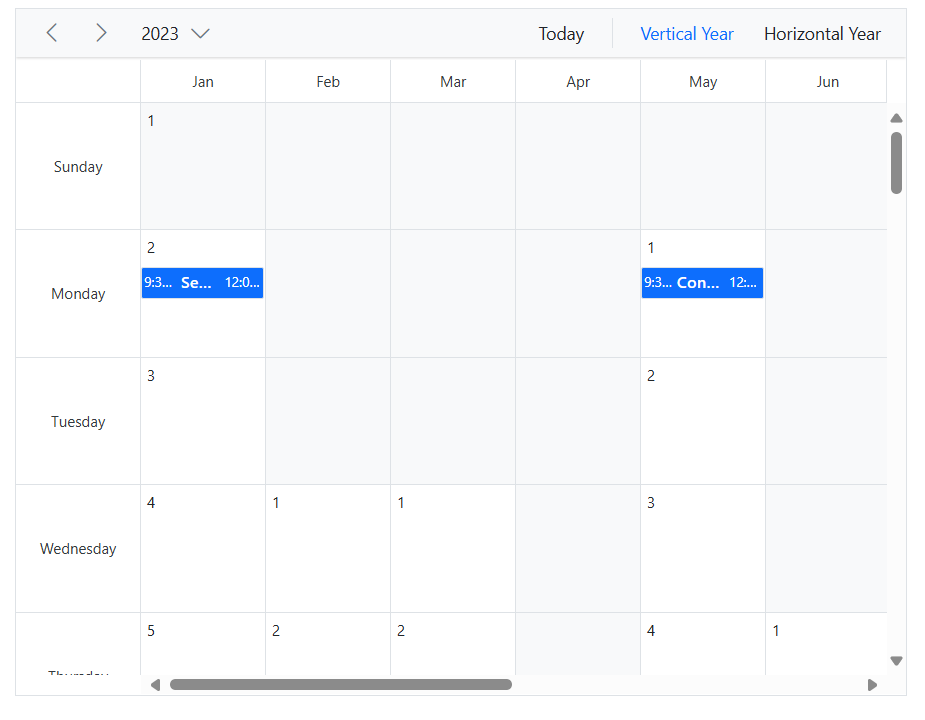 2023 Today Vertical Year Horizontal Year
Jan Feb Mar Apr May Jun
Sunday 1
Monday 2 1
9:3... Se... 12:0... 9:3... Con... 12:...
Tuesday 3 2
Wednesday 4 1 1 3
Thursday 5 2 2 4 1